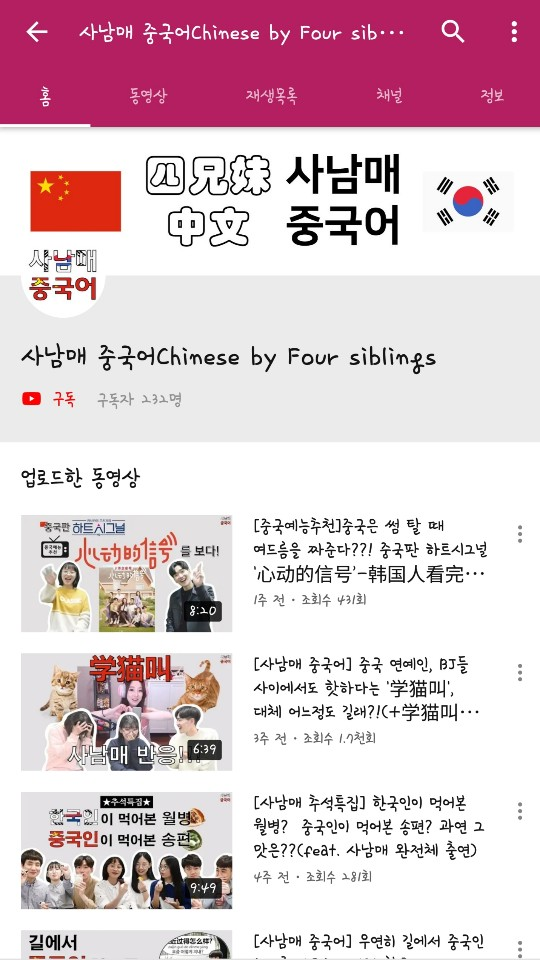 사남매 중국어Chinese by Four sib···
홈 동영상 재생목록 채널 정보
四兄妹 사남매
中文 중국어
사남매
중국어
사남매 중국어Chinese by Four siblings
구독 구독자 232명
업로드한 동영상
중국판 하트시그널
心动的信号 를 보다!
8:20
[중국예능추천]중국은 썸 탈 때
여드름을 짜준다??! 중국판 하트시그널
'心动的信号'-韩国人看完···
1주 전 · 조회수 431회
学猫叫
사남매 반응!!
6:39
[사남매 중국어] 중국 연예인, BJ들
사이에서도 핫하다는 '学猫叫',
대체 어느정도 길래?!(+学猫叫···
3주 전 · 조회수 1.7천회
★추석특집★
한국인이 먹어본 월병
중국인이 먹어본 송편
9:49
[사남매 추석특집] 한국인이 먹어본
월병? 중국인이 먹어본 송편? 과연 그
맛은??(feat. 사남매 완전체 출연)
4주 전 · 조회수 281회
길에서
[사남매 중국어] 우연히 길에서 중국인